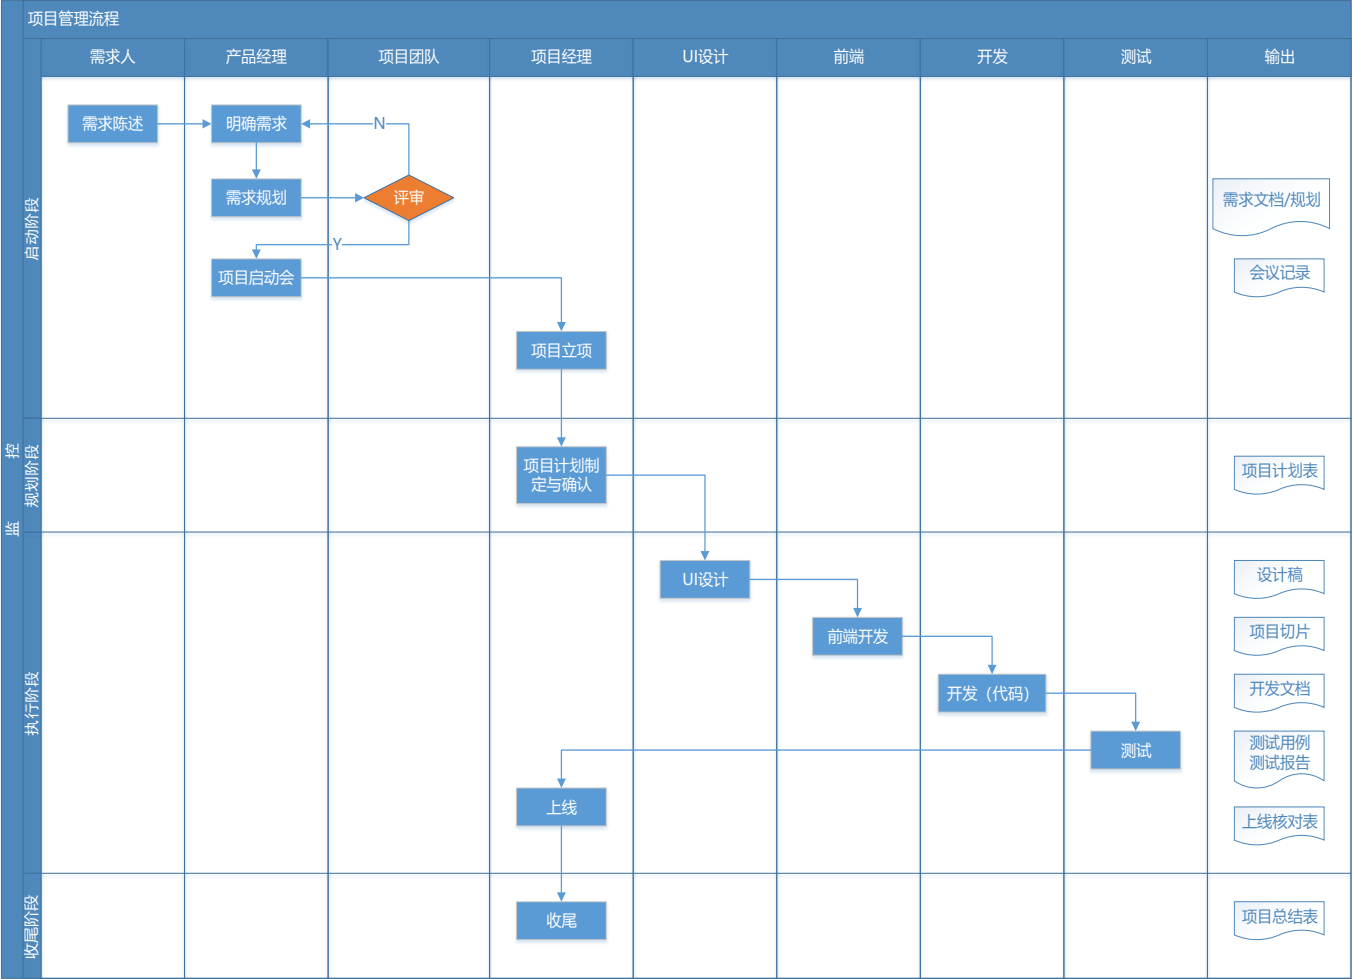 项目管理流程
需求人
产品经理
项目团队
项目经理
UI设计
前端
开发
测试
输出
监 控
启动阶段
需求陈述
明确需求
N
需求规划
评审
Y
项目启动会
项目立项
需求文档/规划
会议记录
规划阶段
项目计划制
定与确认
项目计划表
执行阶段
UI设计
前端开发
开发（代码）
测试
上线
设计稿
项目切片
开发文档
测试用例
测试报告
上线核对表
收尾阶段
收尾
项目总结表